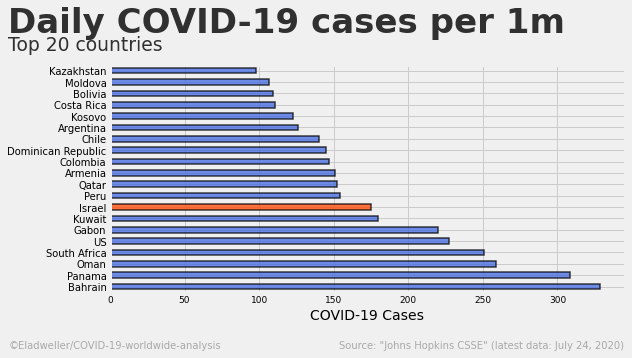 Daily COVID-19 cases per 1m
Top 20 countries
Kazakhstan
Moldova
Bolivia
Costa Rica
Kosovo
Argentina
Chile
Dominican Republic
Colombia
Armenia
Qatar
Peru
Israel
Kuwait
Gabon
US
South Africa
Oman
Panama
Bahrain
0 50 100 150 200 250 300
COVID-19 Cases
©Eladweller/COVID-19-worldwide-analysis Source: "Johns Hopkins CSSE" (latest data: July 24, 2020)